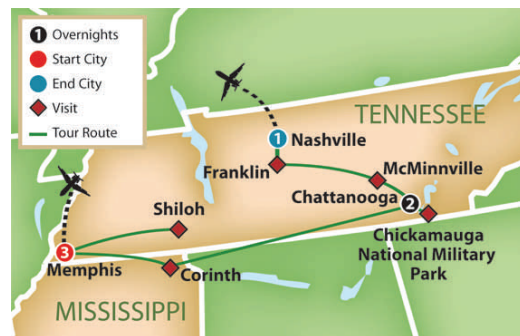 1 Overnights
Start City
End City
Visit
Tour Route
TENNESSEE
1 Nashville
Franklin
McMinnville
Chattanooga 2
Shiloh
Chickamauga
National Military
Park
3
Memphis
Corinth
MISSISSIPPI